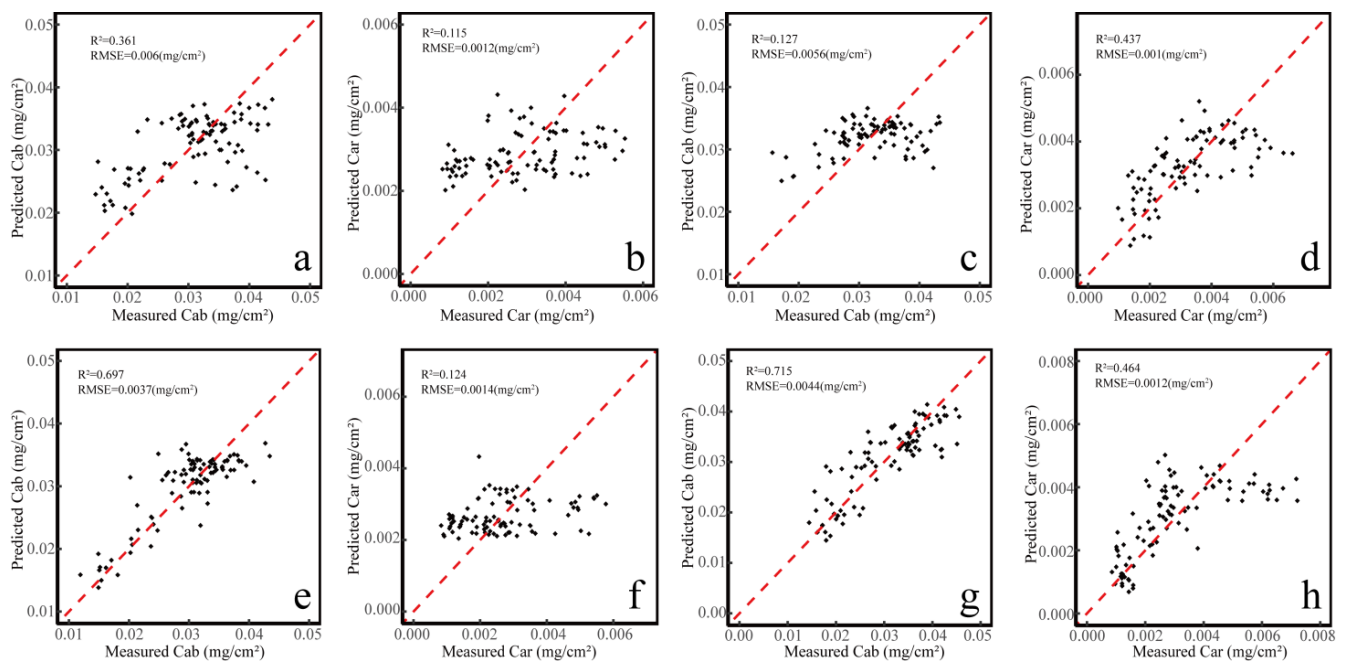 0.05
R²=0.361
RMSE=0.006(mg/cm²)
0.04
Predicted Cab (mg/cm²)
0.03
0.02
0.01
a
0.01 0.02 0.03 0.04 0.05
Measured Cab (mg/cm²)
0.006
R²=0.115
RMSE=0.0012(mg/cm²)
Predicted Car (mg/cm²)
0.004
0.002
0.000
b
0.000 0.002 0.004 0.006
Measured Car (mg/cm²)
0.05
R²=0.127
RMSE=0.0056(mg/cm²)
0.04
Predicted Cab (mg/cm²)
0.03
0.02
0.01
c
0.01 0.02 0.03 0.04 0.05
Measured Cab (mg/cm²)
R²=0.437
RMSE=0.001(mg/cm²)
0.006
Predicted Car (mg/cm²)
0.004
0.002
0.000
d
0.000 0.002 0.004 0.006
Measured Car (mg/cm²)
0.05
R²=0.697
RMSE=0.0037(mg/cm²)
0.04
Predicted Cab (mg/cm²)
0.03
0.02
0.01
e
0.01 0.02 0.03 0.04 0.05
Measured Cab (mg/cm²)
R²=0.124
RMSE=0.0014(mg/cm²)
0.006
Predicted Car (mg/cm²)
0.004
0.002
0.000
f
0.000 0.002 0.004 0.006
Measured Car (mg/cm²)
0.05
R²=0.715
RMSE=0.0044(mg/cm²)
0.04
Predicted Cab (mg/cm²)
0.03
0.02
0.01
0.00
g
0.00 0.01 0.02 0.03 0.04 0.05
Measured Cab (mg/cm²)
0.008
R²=0.464
RMSE=0.0012(mg/cm²)
0.006
Predicted Car (mg/cm²)
0.004
0.002
0.000
h
0.000 0.002 0.004 0.006 0.008
Measured Car (mg/cm²)